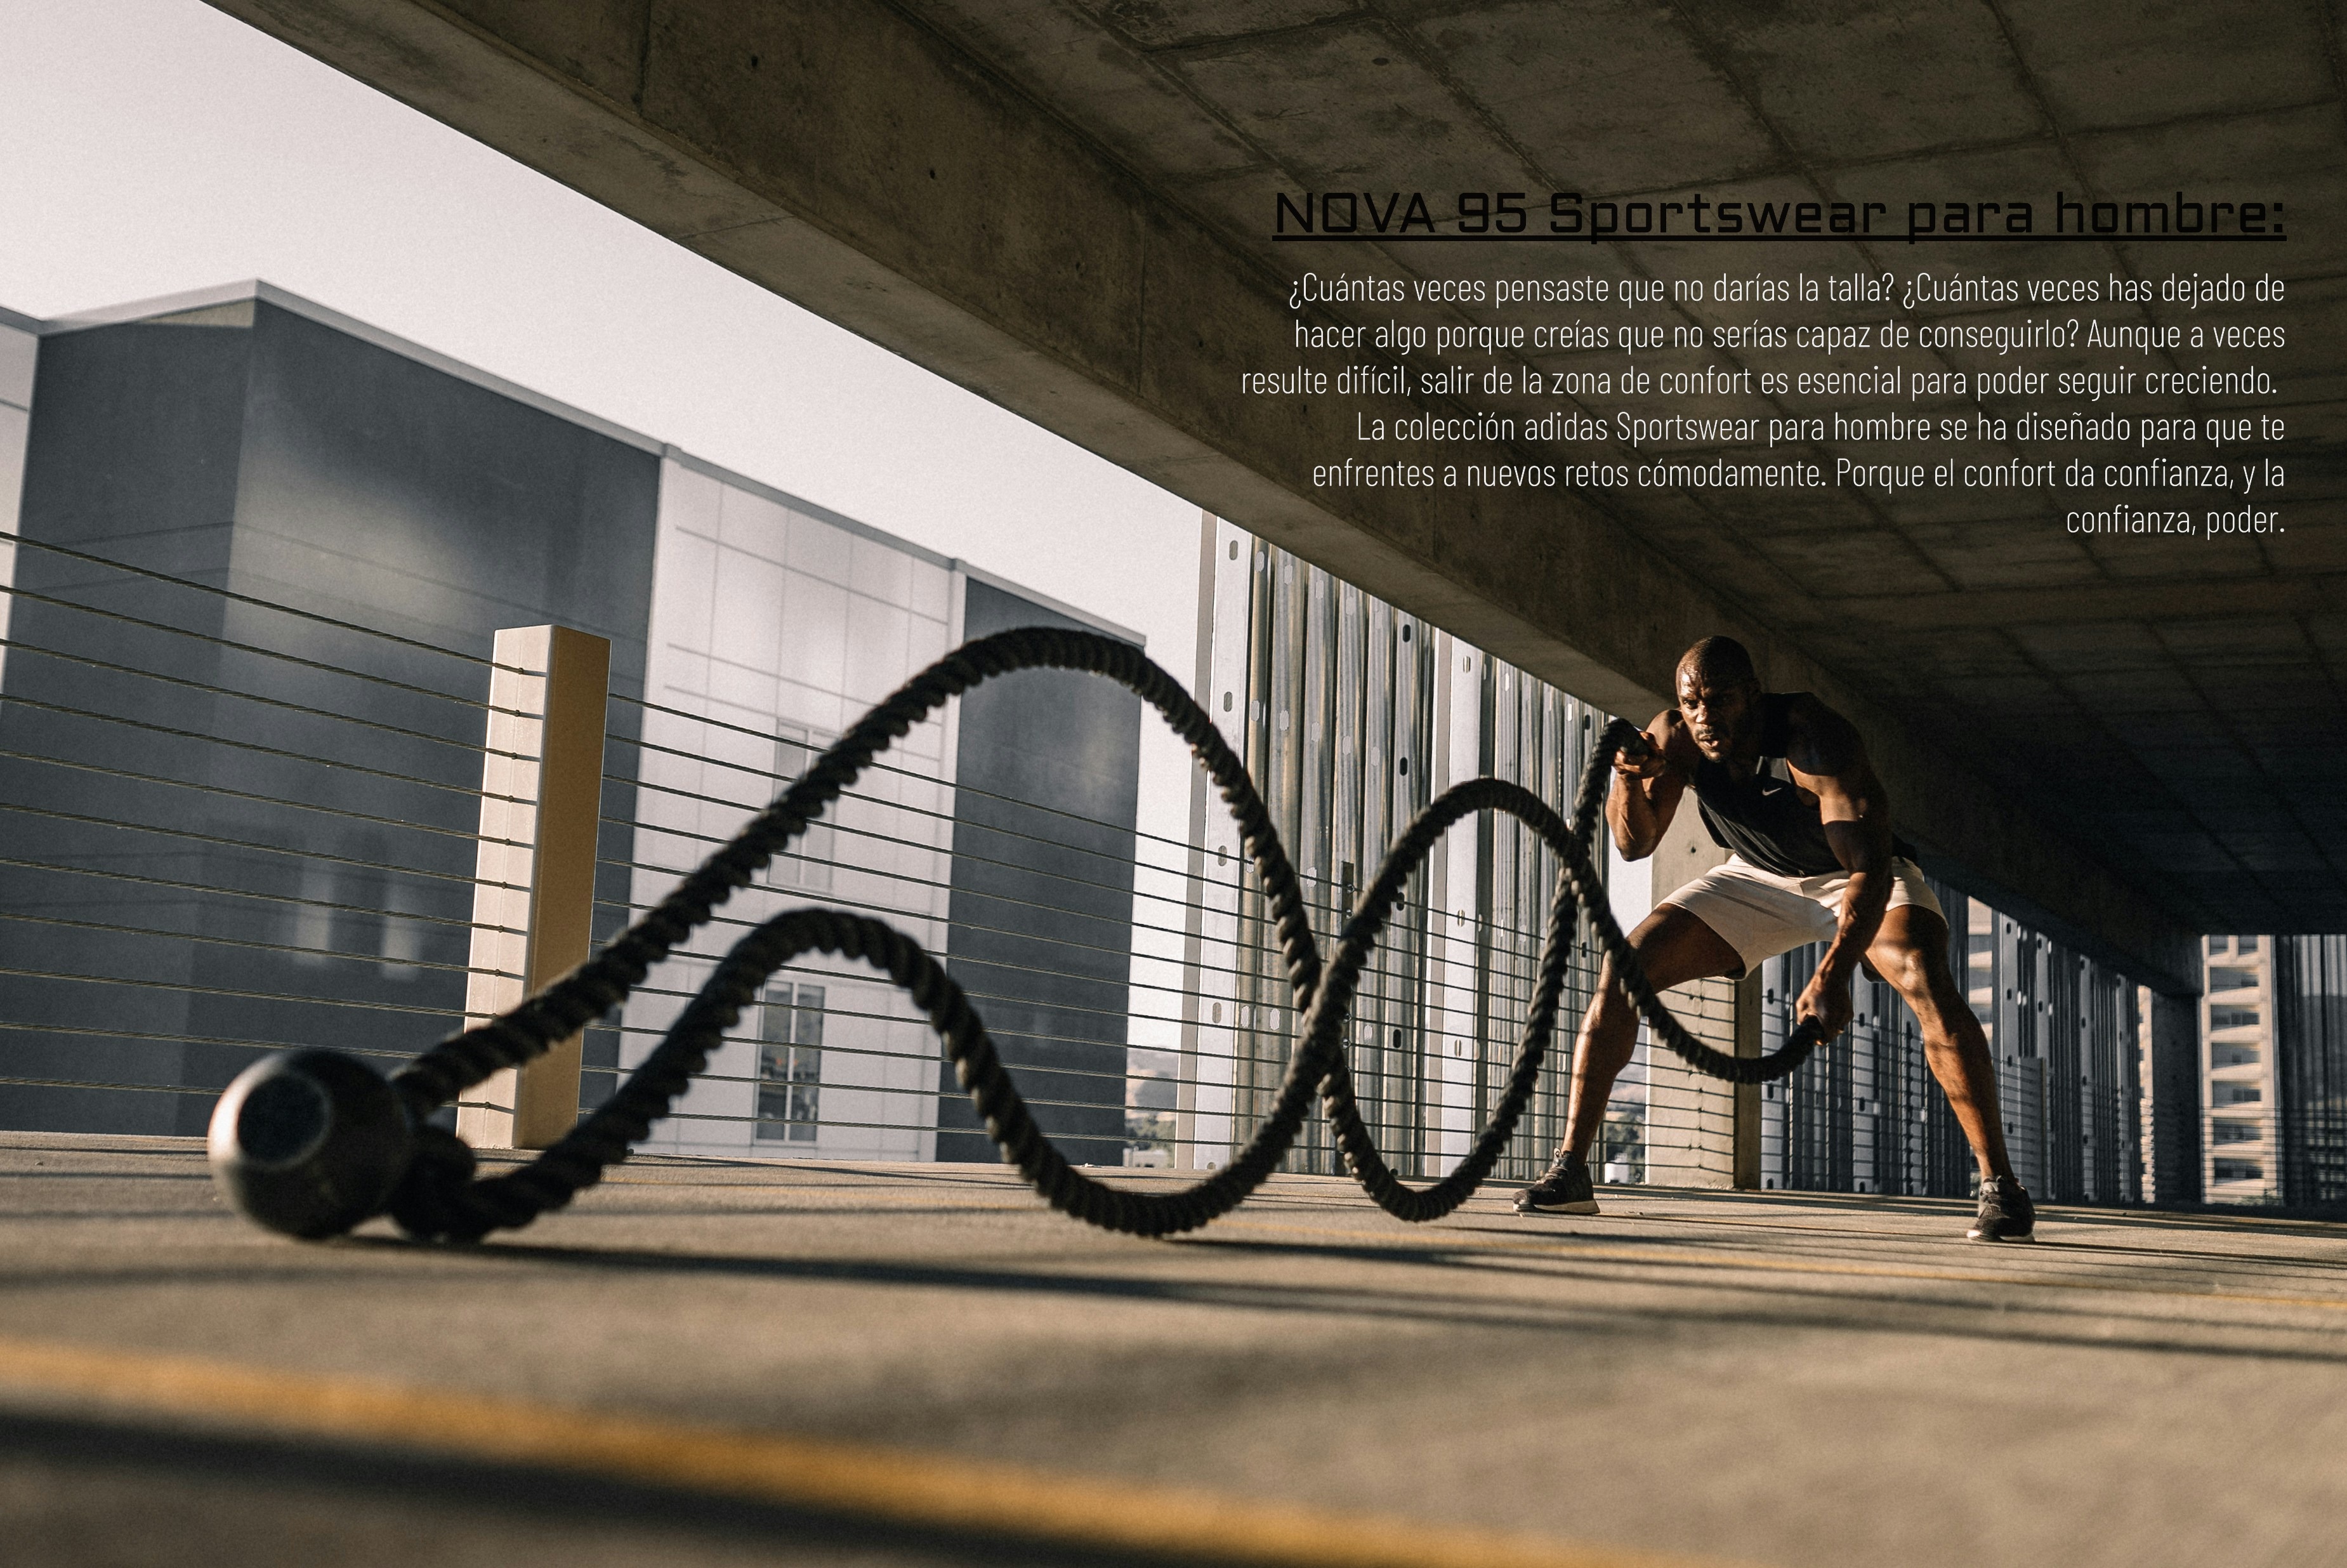 NOVA 95 Sportswear para hombre:
¿Cuántas veces pensaste que no darías la talla? ¿Cuántas veces has dejado de
hacer algo porque creías que no serías capaz de conseguirlo? Aunque a veces
resulte difícil, salir de la zona de confort es esencial para poder seguir creciendo.
La colección adidas Sportswear para hombre se ha diseñado para que te
enfrentes a nuevos retos cómodamente. Porque el confort da confianza, y la
confianza, poder.